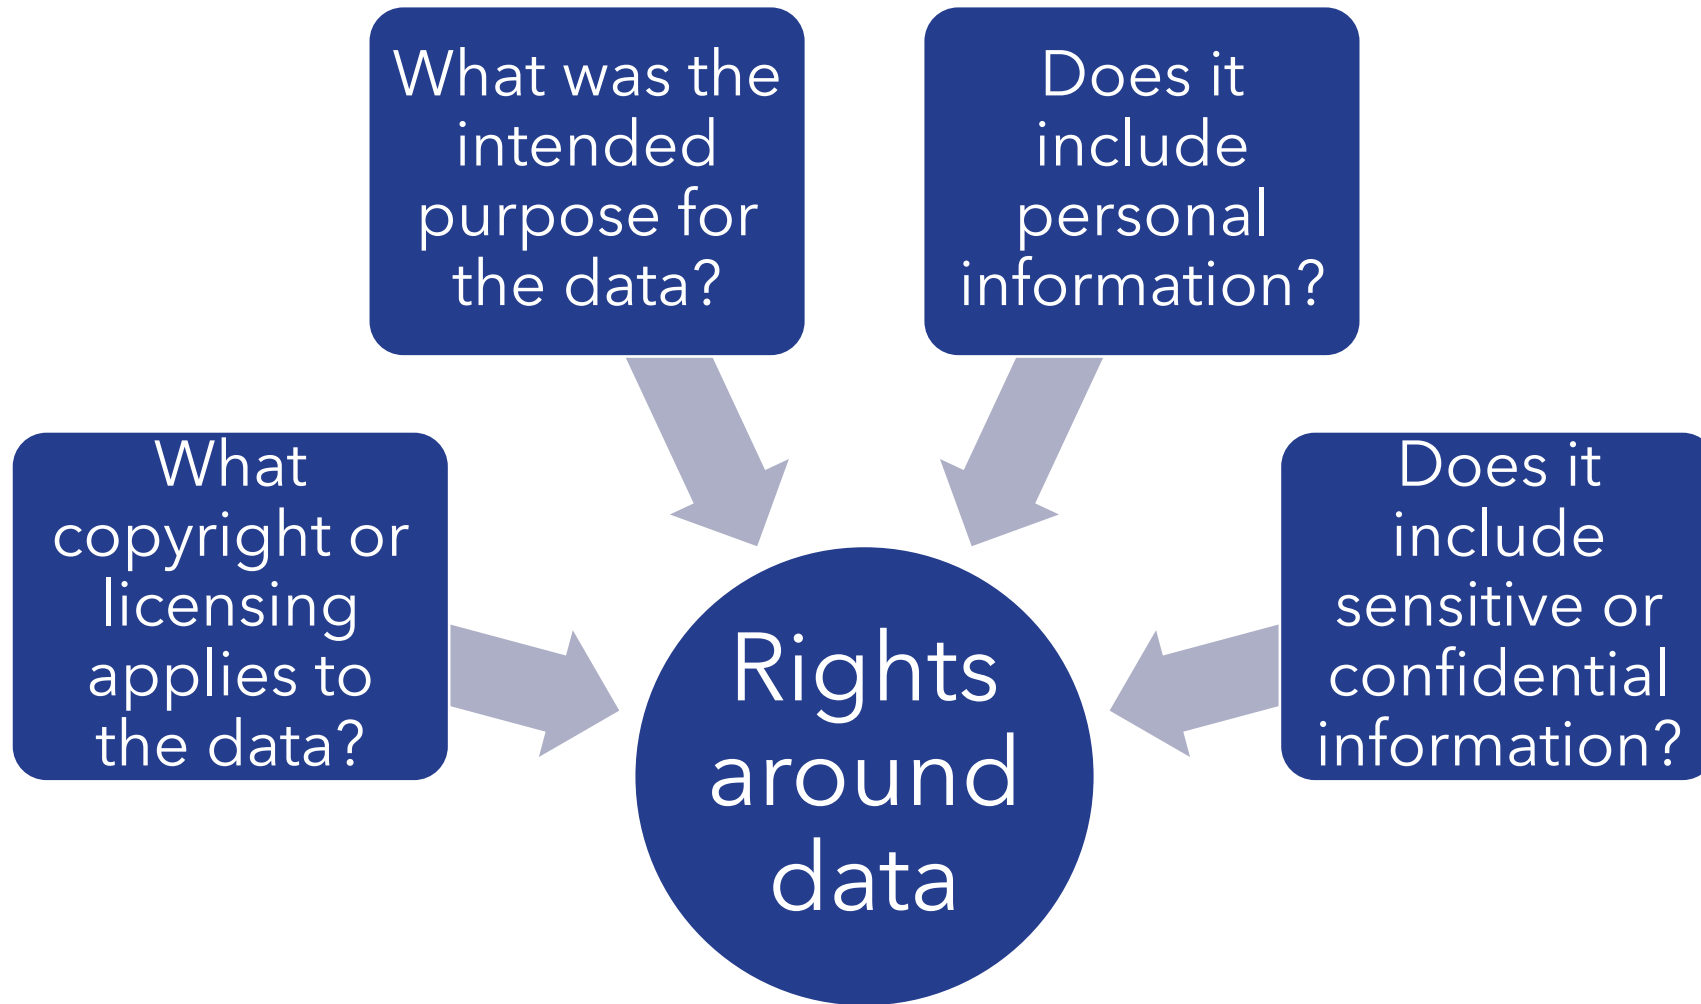 What was the
intended
purpose for
the data?
Does it
include
personal
information?
What
copyright or
licensing
applies to
the data?
Does it
include
sensitive or
confidential
information?
Rights
around
data